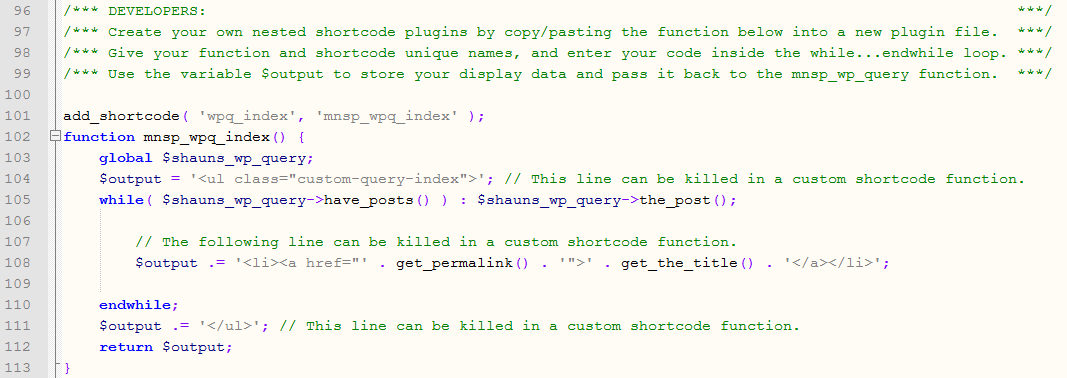 96 /*** DEVELOPERS: ***/
97 /*** Create your own nested shortcode plugins by copy/pasting the function below into a new plugin file. ***/
98 /*** Give your function and shortcode unique names, and enter your code inside the while...endwhile loop. ***/
99 /*** Use the variable $output to store your display data and pass it back to the mnsp_wp_query function. ***/
100
101 add_shortcode( 'wpq_index', 'mnsp_wpq_index' );
102 function mnsp_wpq_index() {
103 global $shauns_wp_query;
104 $output = '<ul class="custom-query-index">'; // This line can be killed in a custom shortcode function.
105 while( $shauns_wp_query->have_posts() ) : $shauns_wp_query->the_post();
106
107 // The following line can be killed in a custom shortcode function.
108 $output .= '<li><a href="' . get_permalink() . '">' . get_the_title() . '</a></li>';
109
110 endwhile;
111 $output .= '</ul>'; // This line can be killed in a custom shortcode function.
112 return $output;
113 }